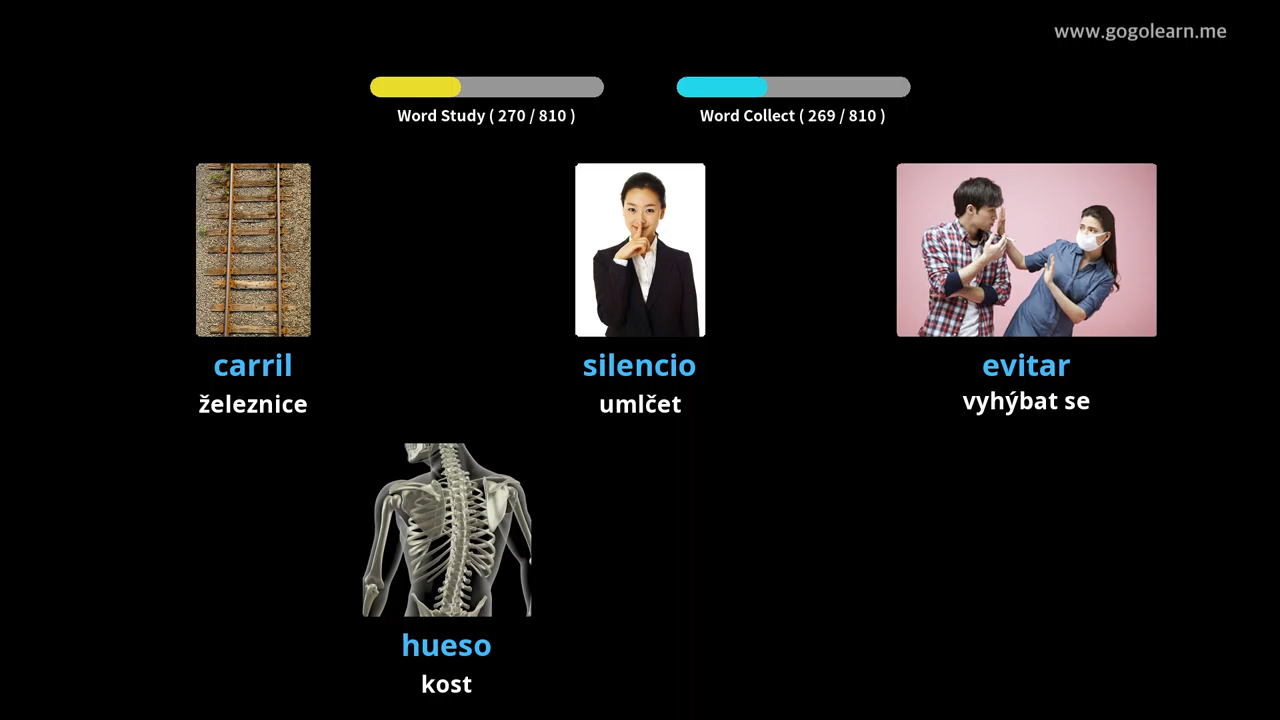 www.gogolearn.me
Word Study ( 270 / 810 )
Word Collect ( 269 / 810 )
carril
železnice
silencio
umlčet
evitar
vyhýbat se
hueso
kost